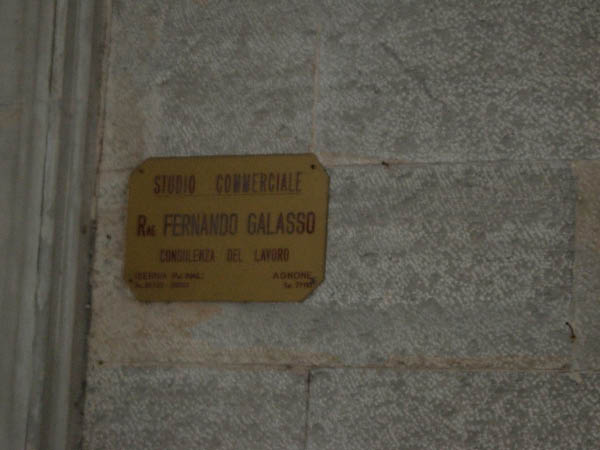 STUDIO COMMERCIALE
RAG FERNANDO GALASSO
CONSULENZA DEL LAVORO
ISERNIA AGNONE